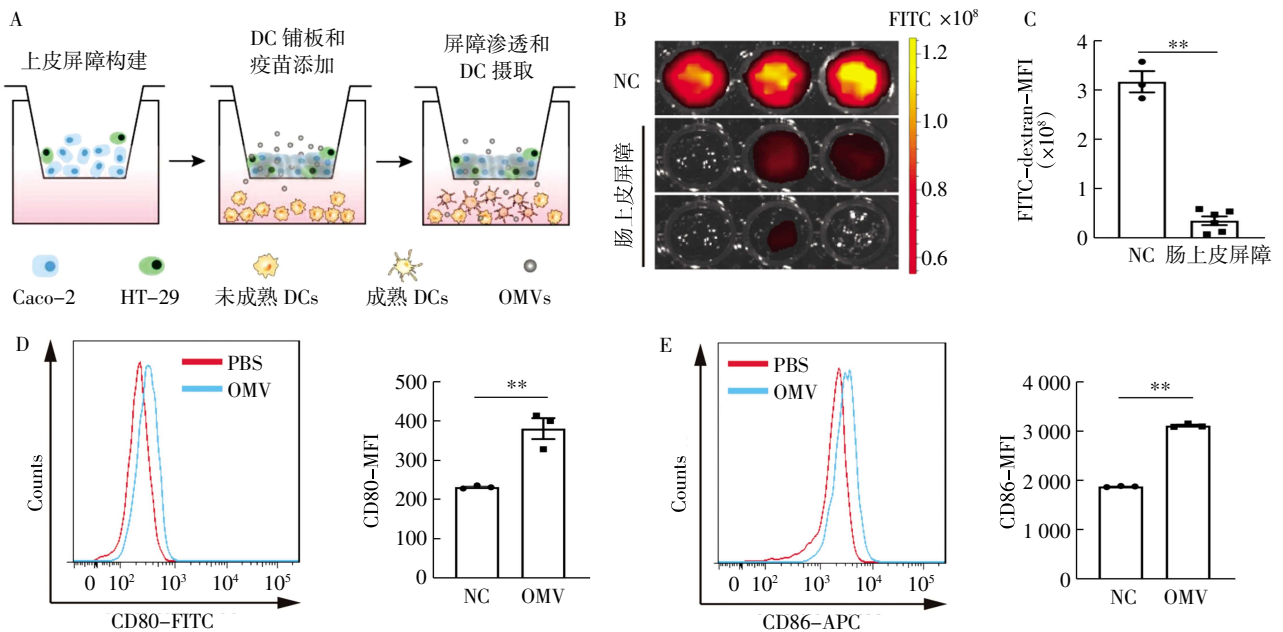 A
上皮屏障构建
DC 铺板和
疫苗添加
屏障渗透和
DC 摄取
Caco-2
HT-29
未成熟 DCs
成熟 DCs
OMVs
B
FITC ×10⁸
NC
肠上皮屏障
1.2
1.0
0.8
0.6
C
FITC-dextran-MFI
(×10⁸)
4
3
2
1
0
**
NC
肠上皮屏障
D
Counts
PBS
OMV
0 10² 10³ 10⁴ 10⁵
CD80-FITC
CD80-MFI
500
400
300
200
100
0
**
NC
OMV
E
Counts
PBS
OMV
0 10² 10³ 10⁴ 10⁵
CD86-APC
CD86-MFI
4 000
3 000
2 000
1 000
0
**
NC
OMV